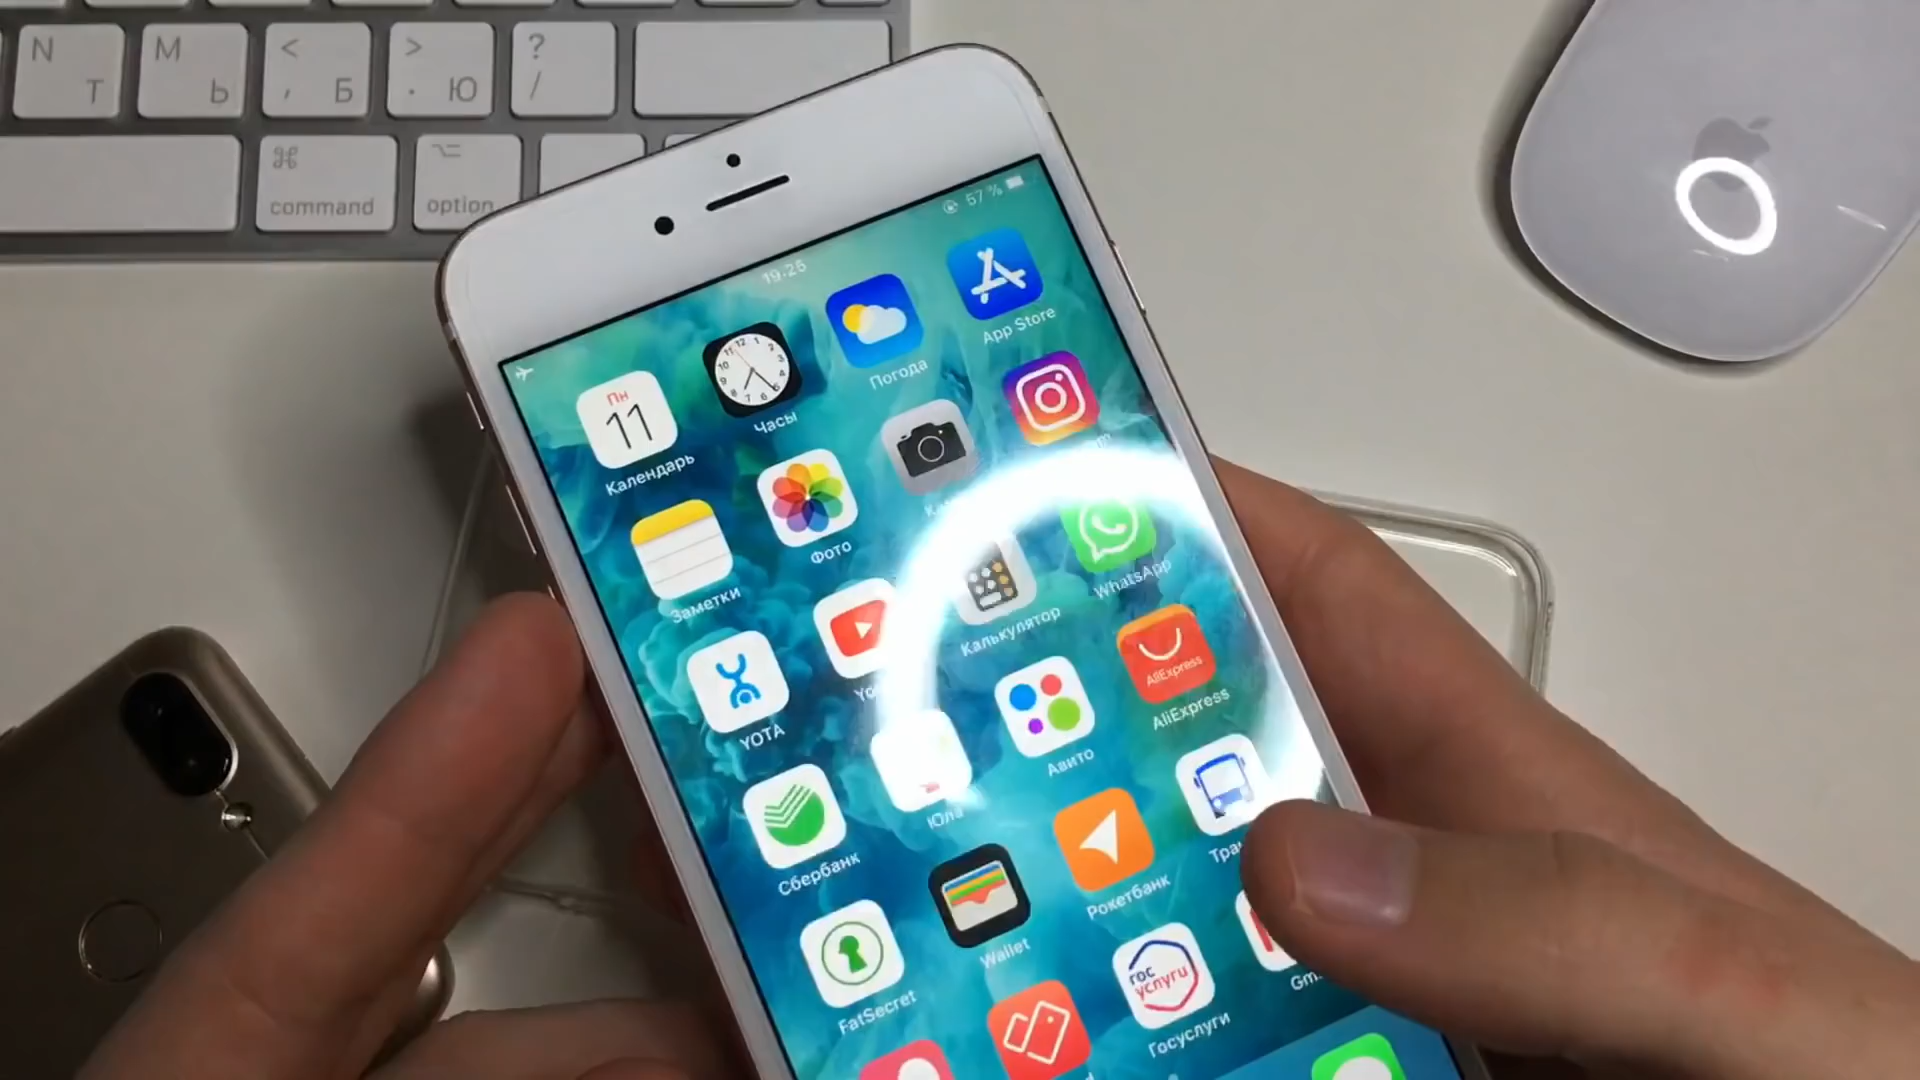 N
Т
M
Ь
<
,
Б
>
.
Ю
?
/
⌘
command
option
57 %
19:25
Пн
11
Календарь
Часы
Погода
App Store
Заметки
Фото
Калькулятор
WhatsApp
YOTA
Авито
AliExpress
AliExpress
Сбербанк
Юла
Рокетбанк
FatSecret
Wallet
гос
услуги
Госуслуги